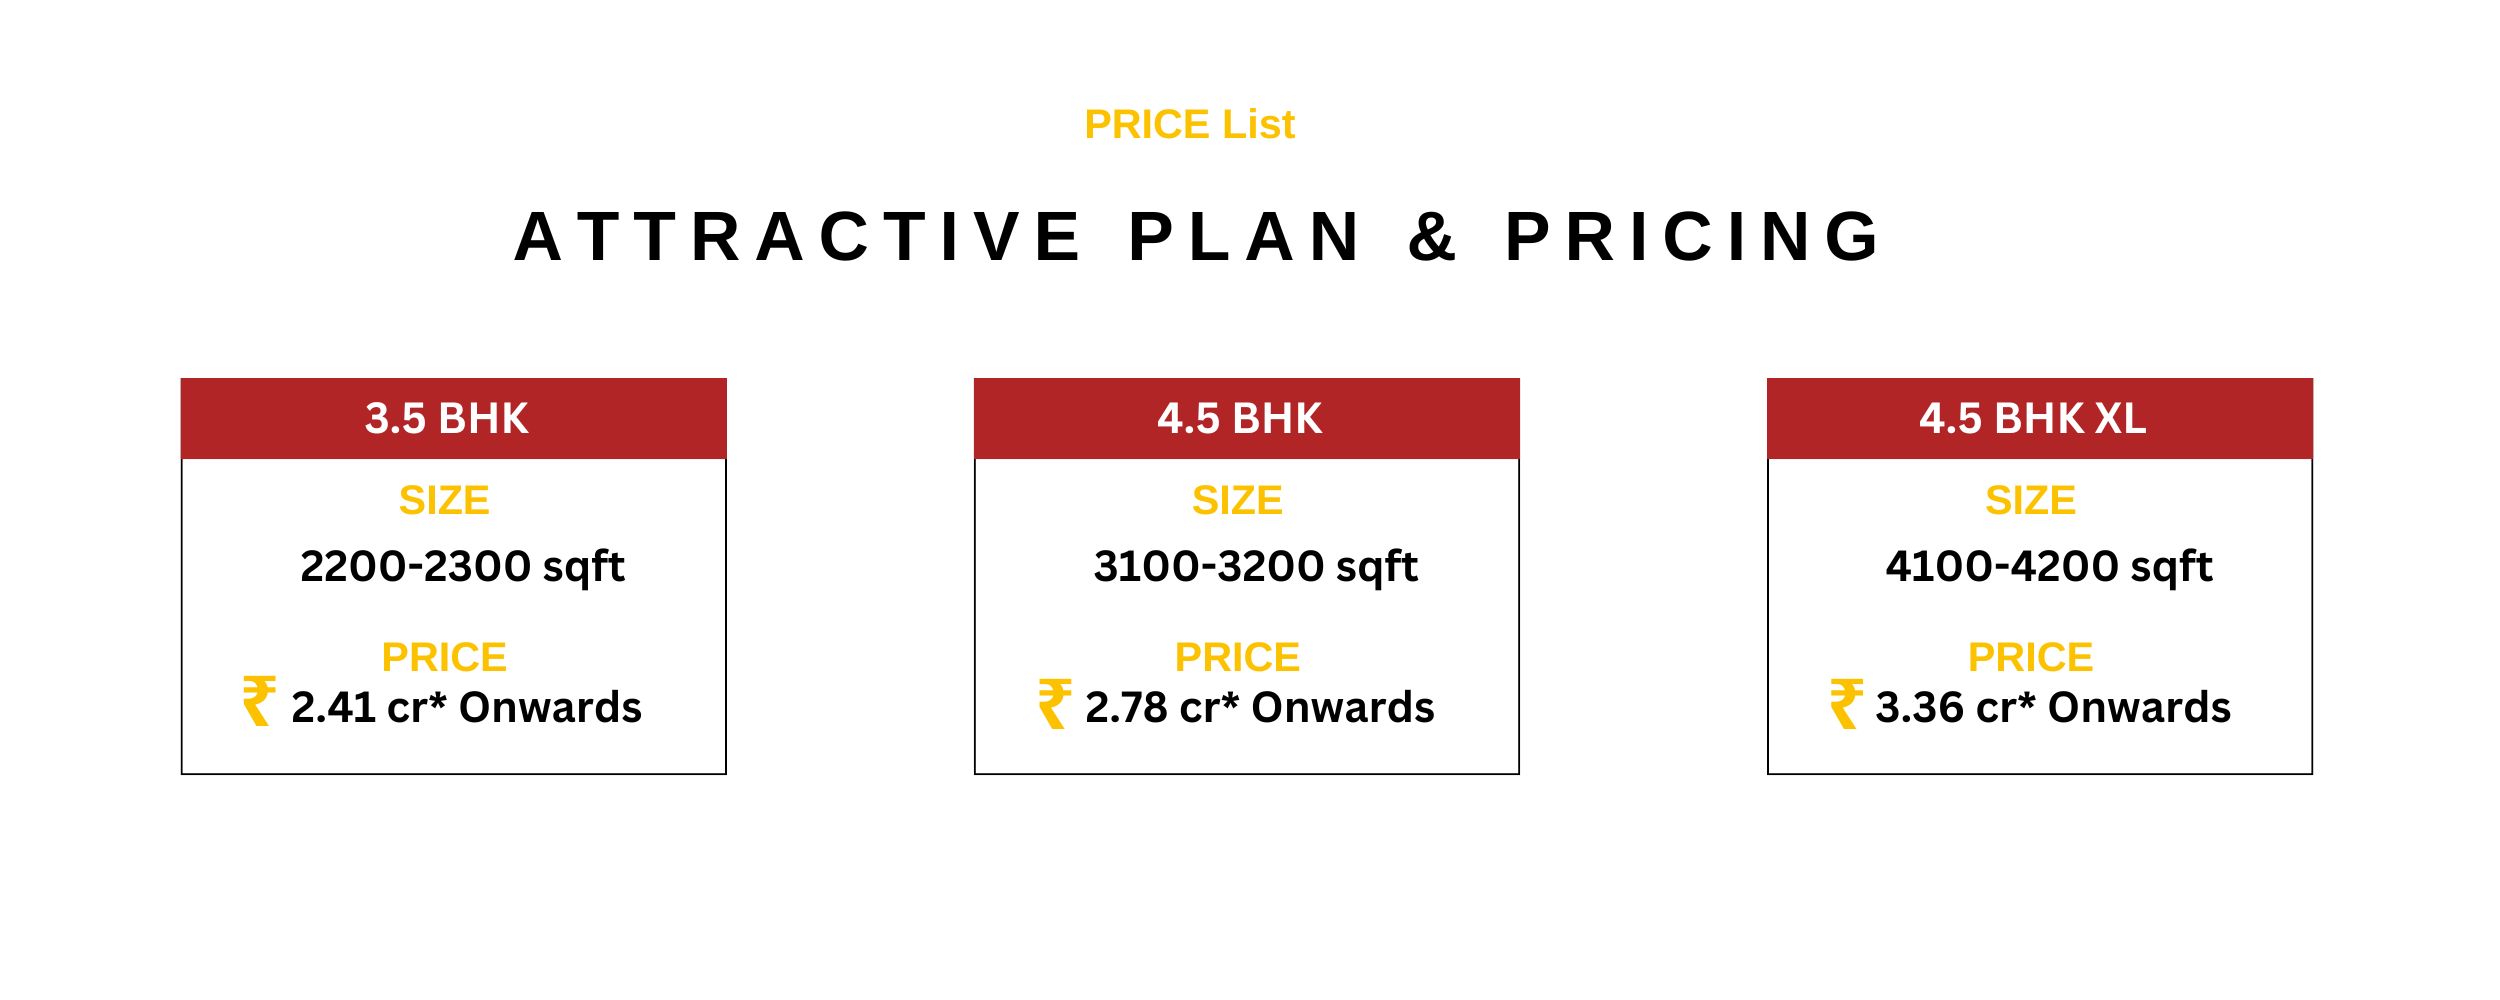 PRICE List
ATTRACTIVE PLAN & PRICING
3.5 BHK
SIZE
2200-2300 sqft
PRICE
₹ 2.41 cr* Onwards
4.5 BHK
SIZE
3100-3200 sqft
PRICE
₹ 2.78 cr* Onwards
4.5 BHK XL
SIZE
4100-4200 sqft
PRICE
₹ 3.36 cr* Onwards